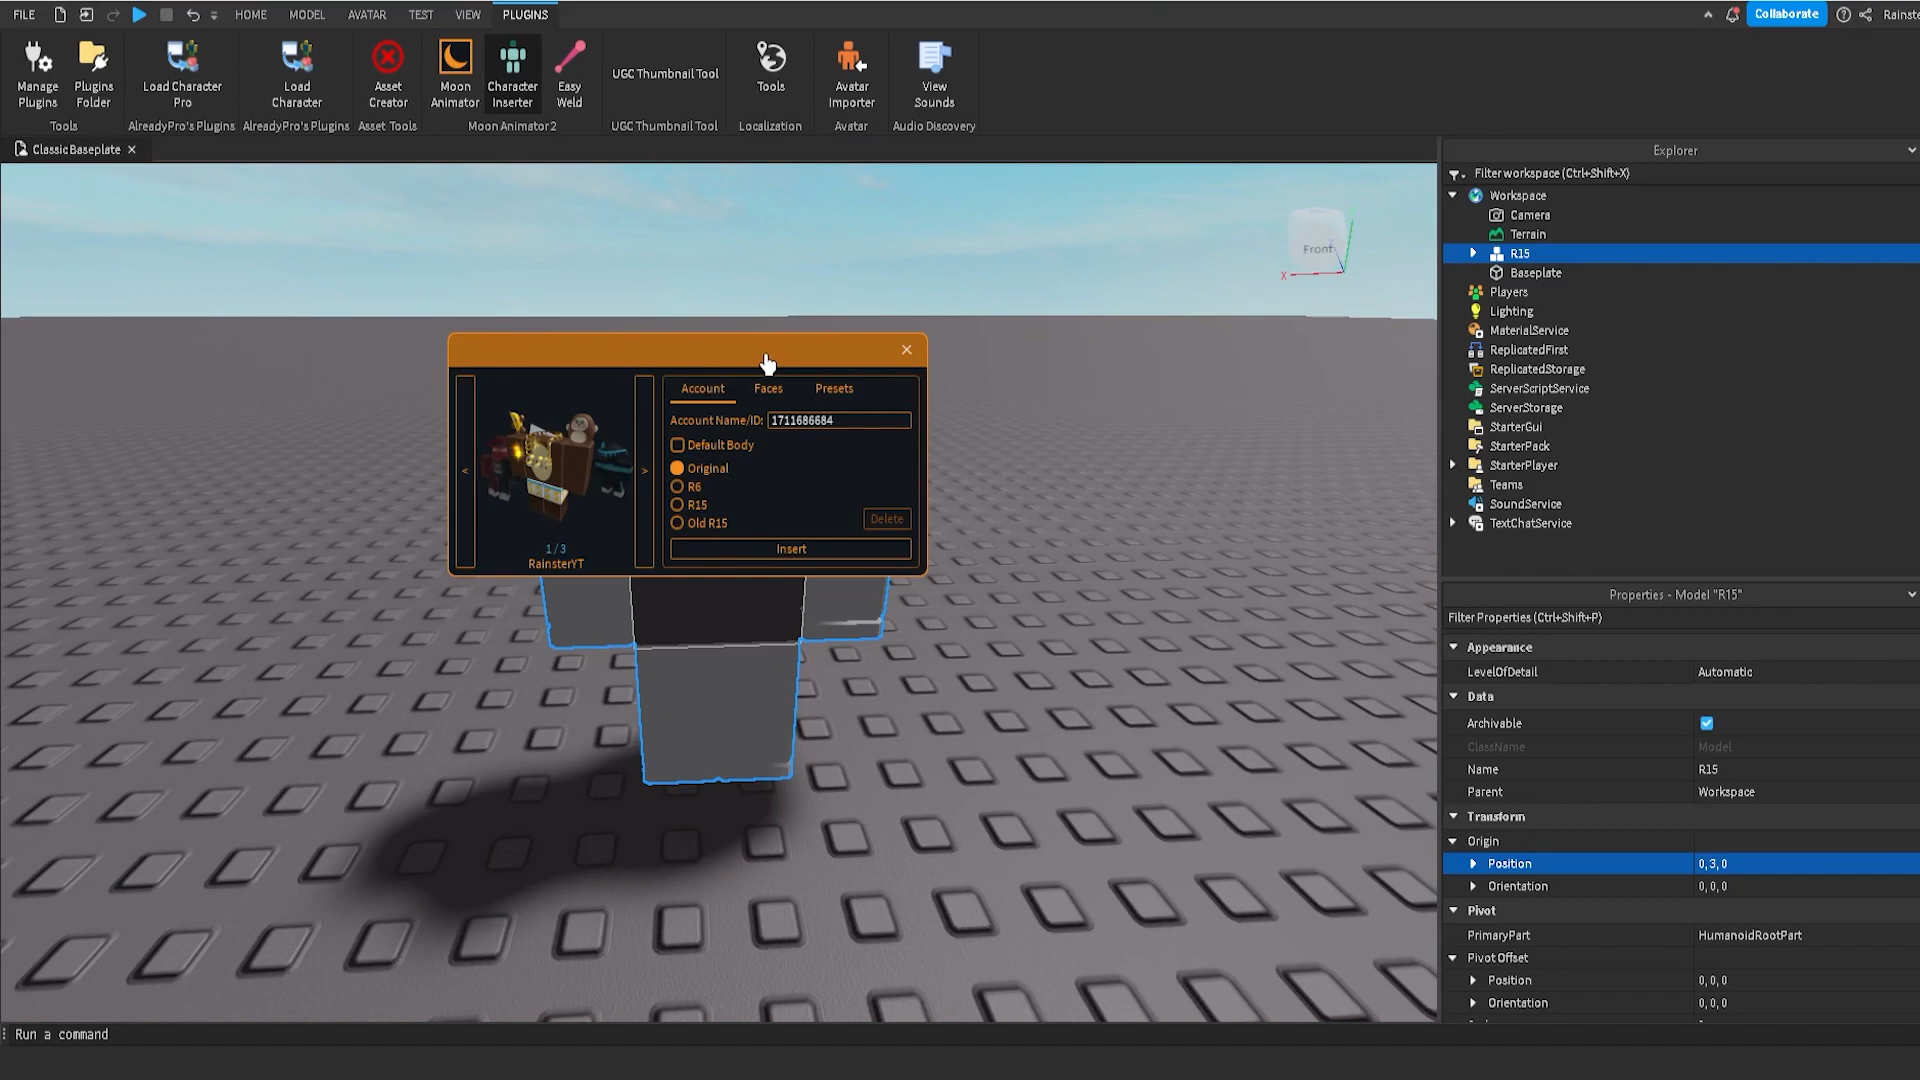 FILE HOME MODEL AVATAR TEST VIEW PLUGINS Collaborate Rainste
Manage Plugins
Plugins Folder
Load Character Pro
Load Character
Asset Creator
Moon Animator
Character Inserter
Easy Weld
UGC Thumbnail Tool
Tools
Avatar Importer
View Sounds
Tools AlreadyPro's Plugins AlreadyPro's Plugins Asset Tools Moon Animator 2 UGC Thumbnail Tool Localization Avatar Audio Discovery
Classic Baseplate
Front
X
Account Faces Presets
Account Name/ID: 1711686684
Default Body
Original
R6
R15
Old R15
Delete
Insert
<
>
1/3
RainsterYT
Explorer
Filter workspace (Ctrl+Shift+X)
Workspace
Camera
Terrain
R15
Baseplate
Players
Lighting
MaterialService
ReplicatedFirst
ReplicatedStorage
ServerScriptService
ServerStorage
StarterGui
StarterPack
StarterPlayer
Teams
SoundService
TextChatService
Properties - Model "R15"
Filter Properties (Ctrl+Shift+P)
Appearance
LevelOfDetail Automatic
Data
Archivable
ClassName Model
Name R15
Parent Workspace
Transform
Origin
Position 0, 3, 0
Orientation 0, 0, 0
Pivot
PrimaryPart HumanoidRootPart
Pivot Offset
Position 0, 0, 0
Orientation 0, 0, 0
Run a command